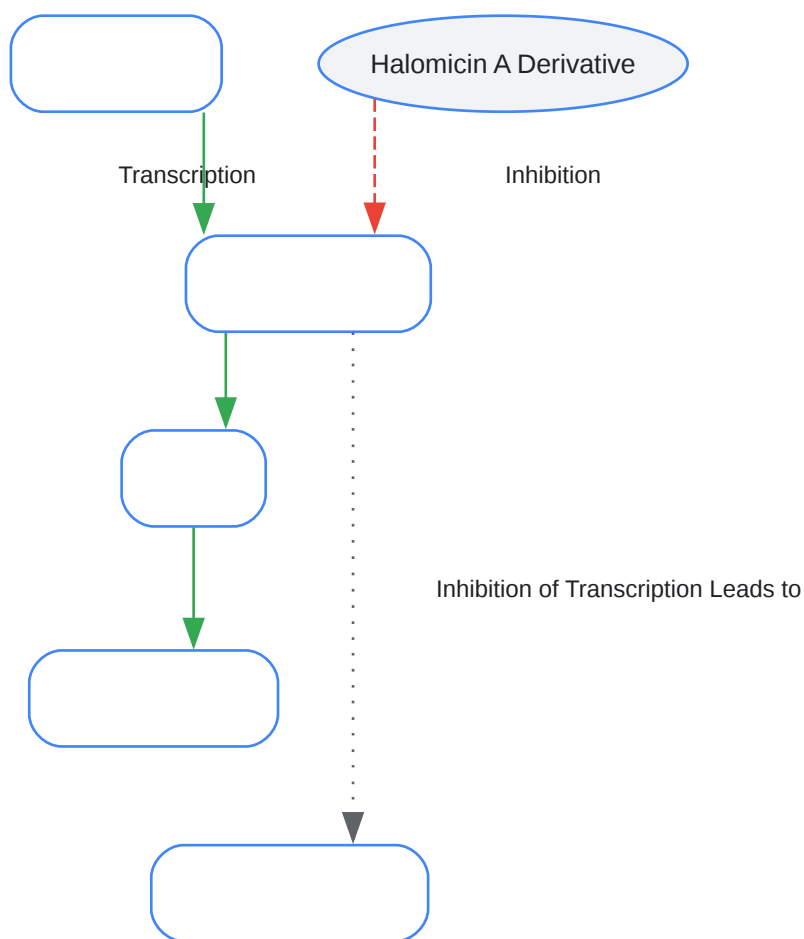 Halomicin A Derivative
Transcription
Inhibition
Inhibition of Transcription Leads to